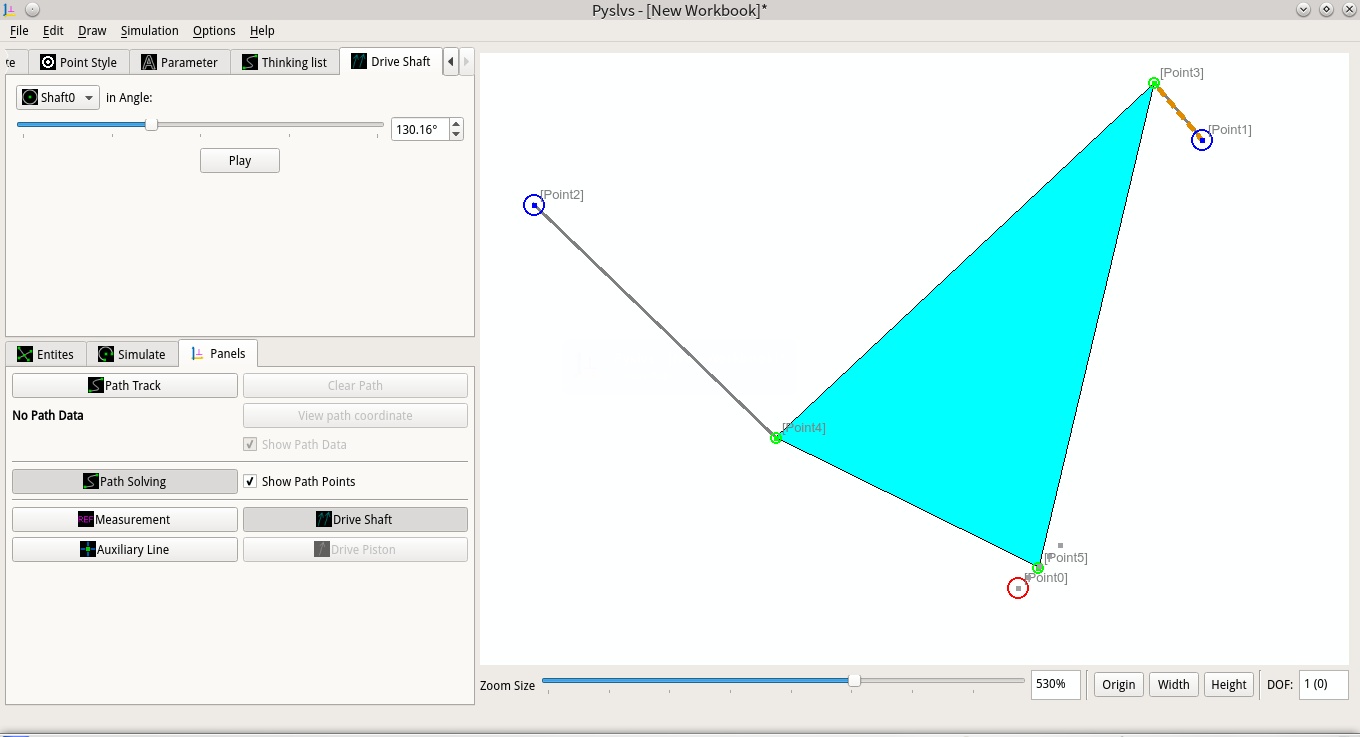 Pyslvs - [New Workbook]*
File Edit Draw Simulation Options Help
ze Point Style Parameter Thinking list Drive Shaft
Shaft0 in Angle:
130.16°
Play
Entites Simulate Panels
Path Track Clear Path
No Path Data View path coordinate
Show Path Data
Path Solving Show Path Points
REF Measurement Drive Shaft
Auxiliary Line Drive Piston
[Point3]
[Point1]
[Point2]
[Point4]
[Point5]
[Point0]
Zoom Size 530% Origin Width Height DOF: 1 (0)